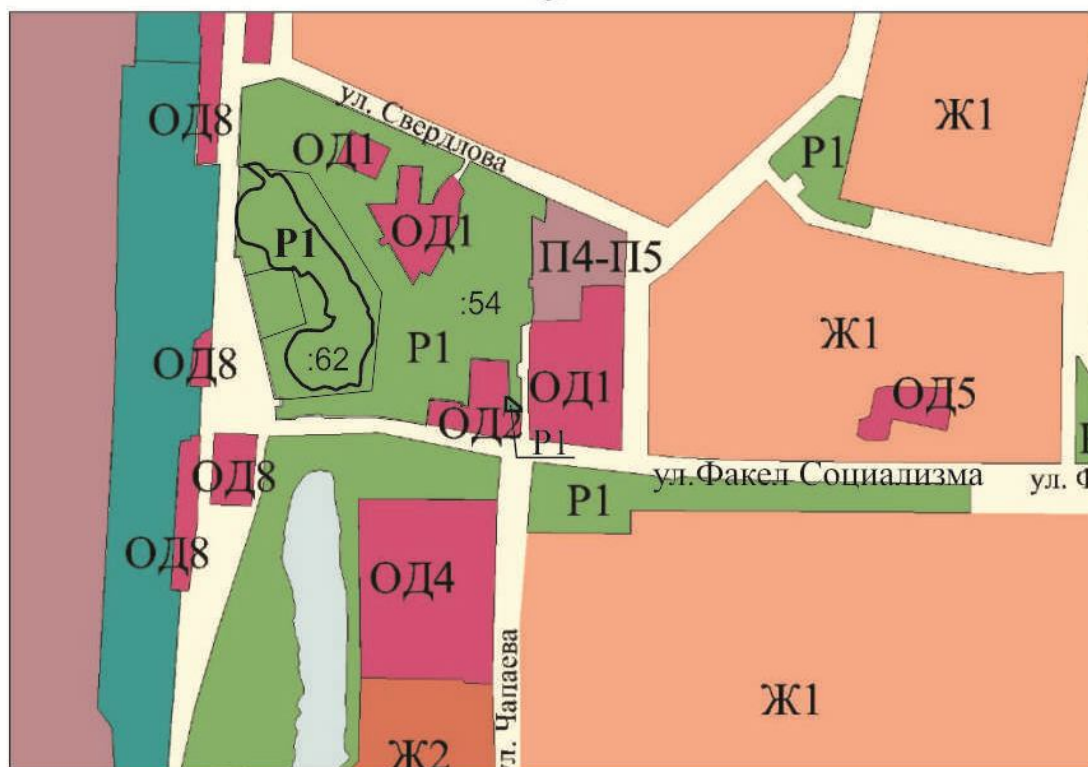 ул. Свердлова
ОД8
Ж1
ОД1
Р1
ОД1
Р1
П4-П5
:54
Ж1
Р1
:62
ОД8
ОД1
ОД5
ОД2
Р1
ул.Факел Социализма
ул. Ф
ОД8
Р1
ОД8
ОД4
ул. Чапаева
Ж1
Ж2